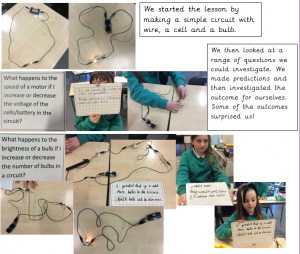 We started the lesson by
making a simple circuit with
wire, a cell and a bulb.
We then looked at a
range of questions we
could investigate. We
made predictions and
then investigated the
outcome for ourselves.
Some of the outcomes
surprised us!
What happens to the
speed of a motor if I
increase or decrease
the voltage of the
cells/battery in the
circuit?
What happens to the
brightness of a bulb if I
increase or decrease
the number of bulbs in
a circuit?
I predict that if I add
more bulbs to the circuit